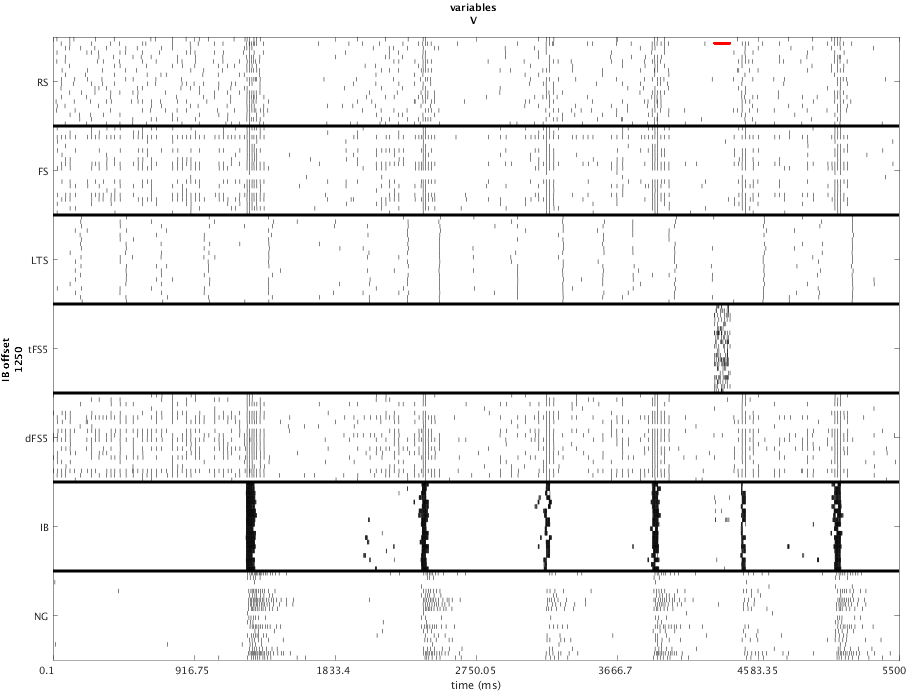 variables
V
RS
FS
LTS
tFS5
dFS5
IB
NG
IB offset
1250
0.1
916.75
1833.4
2750.05
3666.7
4583.35
5500
time (ms)